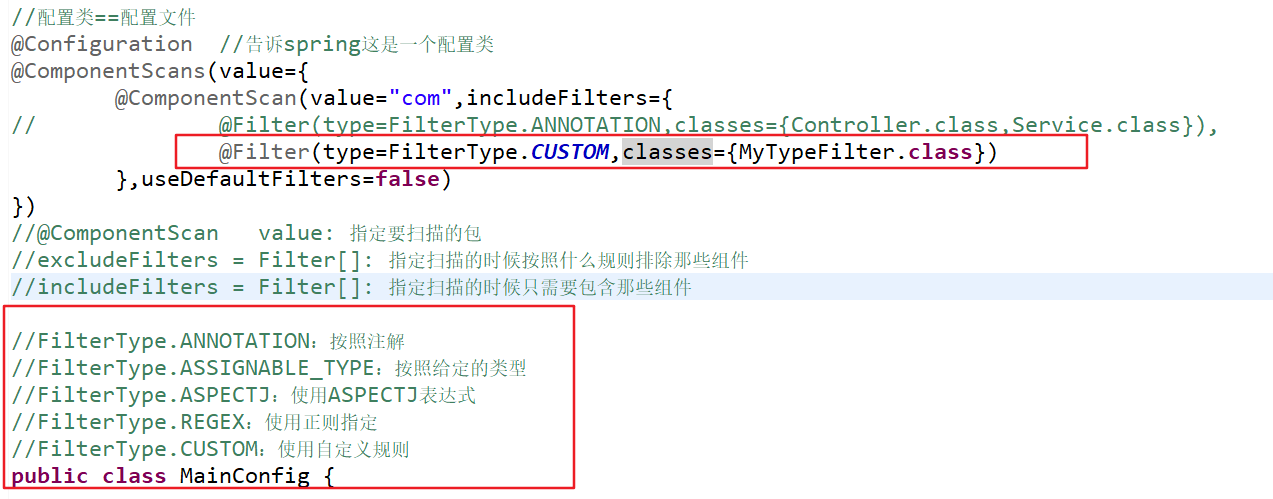 //配置类==配置文件
@Configuration  //告诉spring这是一个配置类
@ComponentScans(value={
        @ComponentScan(value="com",includeFilters={
//              @Filter(type=FilterType.ANNOTATION,classes={Controller.class,Service.class}),
                @Filter(type=FilterType.CUSTOM,classes={MyTypeFilter.class})
        },useDefaultFilters=false)
})
//@ComponentScan   value: 指定要扫描的包
//excludeFilters = Filter[]: 指定扫描的时候按照什么规则排除那些组件
//includeFilters = Filter[]: 指定扫描的时候只需要包含那些组件
//FilterType.ANNOTATION：按照注解
//FilterType.ASSIGNABLE_TYPE：按照给定的类型
//FilterType.ASPECTJ：使用ASPECTJ表达式
//FilterType.REGEX：使用正则指定
//FilterType.CUSTOM：使用自定义规则
public class MainConfig {